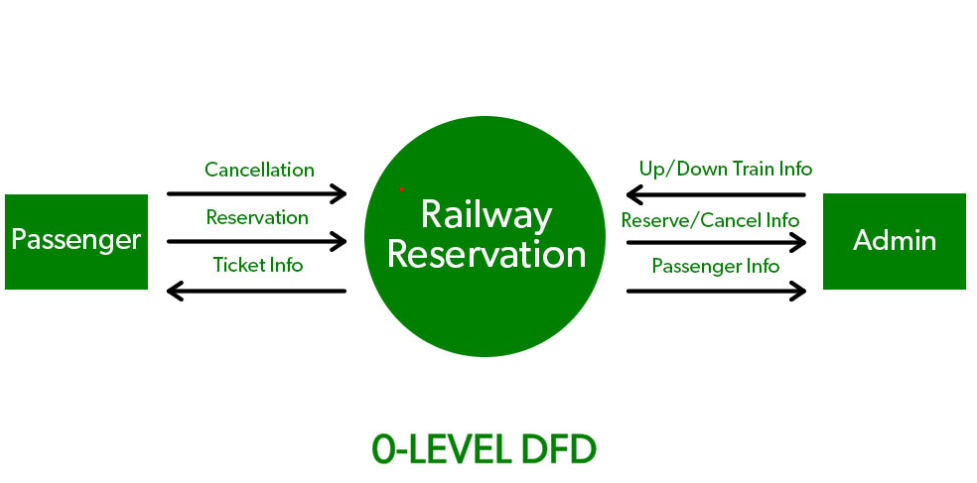 Cancellation
Reservation
Ticket Info
Passenger
Railway
Reservation
Up/Down Train Info
Reserve/Cancel Info
Passenger Info
Admin
0-LEVEL DFD